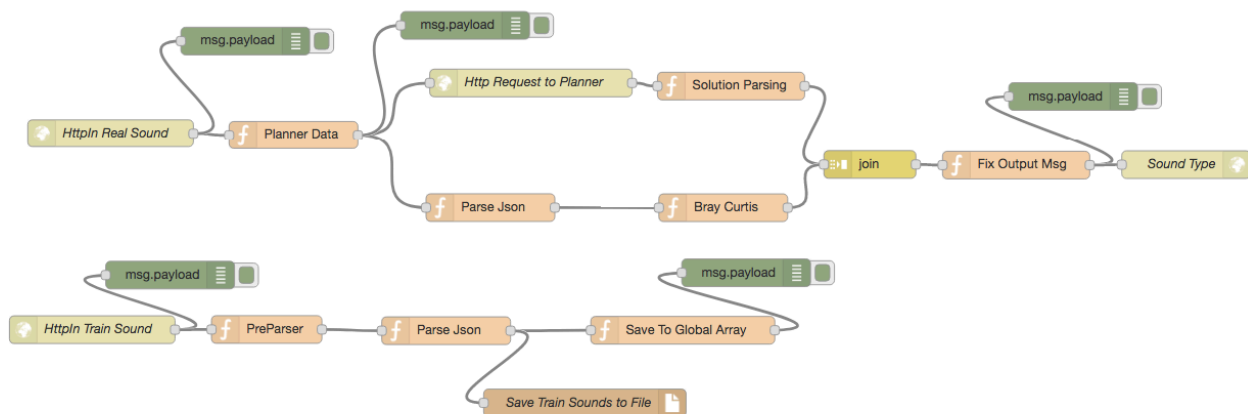 msg.payload
msg.payload
Http Request to Planner
Solution Parsing
msg.payload
HttpIn Real Sound
Planner Data
join
Fix Output Msg
Sound Type
Parse Json
Bray Curtis
msg.payload
msg.payload
HttpIn Train Sound
PreParser
Parse Json
Save To Global Array
Save Train Sounds to File